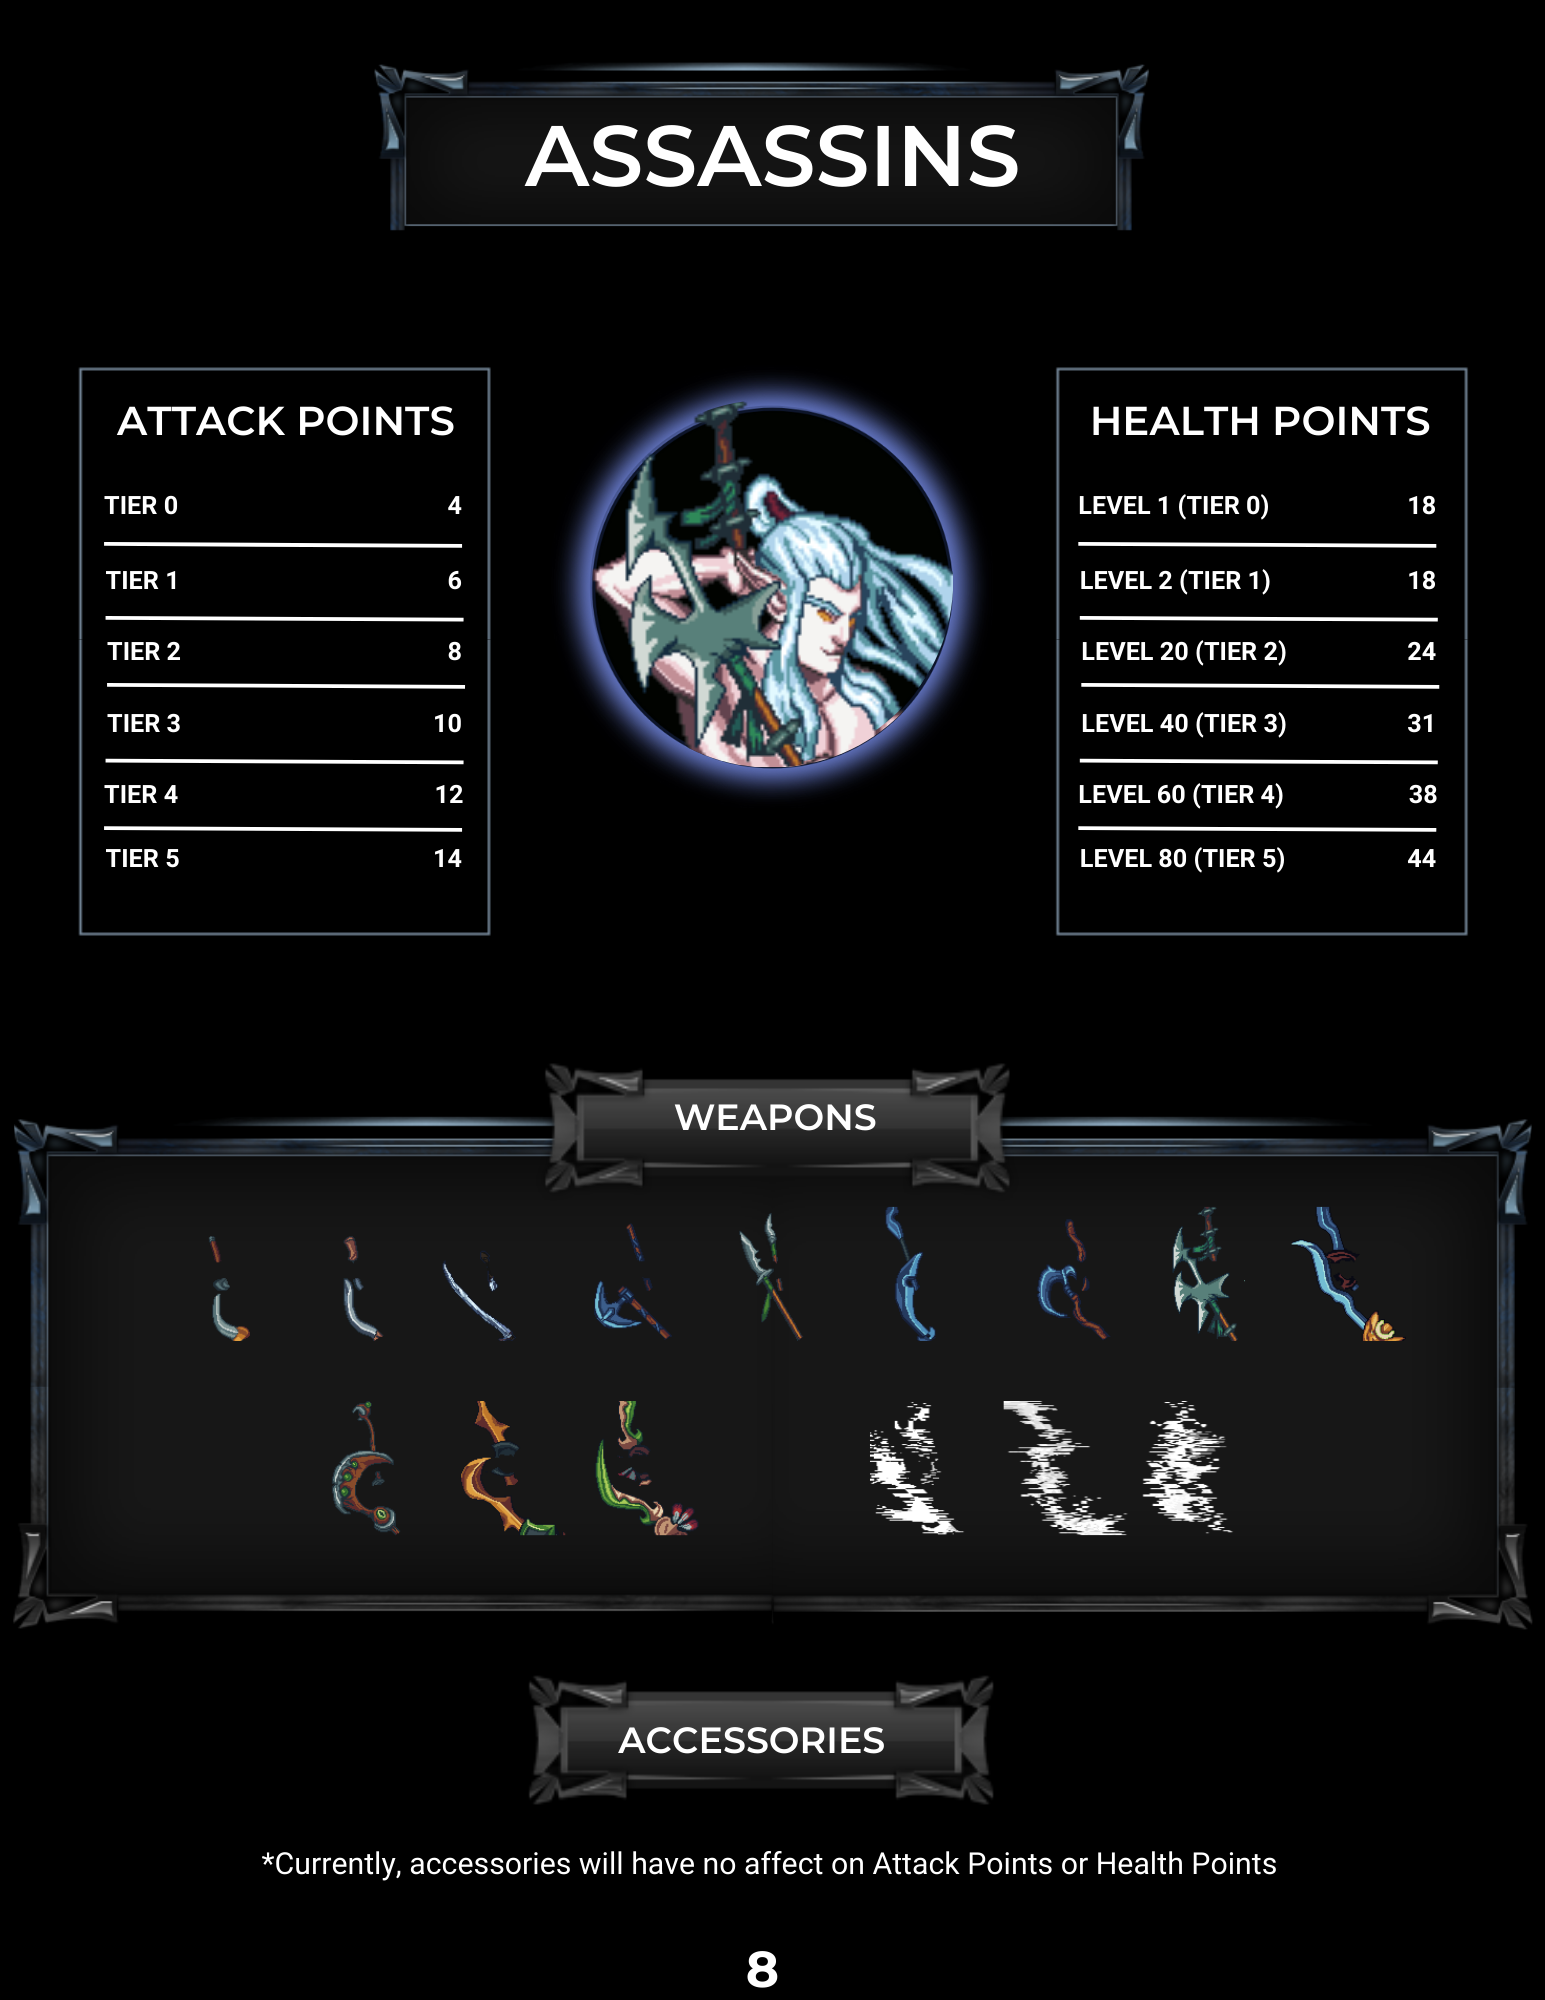 ASSASSINS
ATTACK POINTS
TIER 0 4
TIER 1 6
TIER 2 8
TIER 3 10
TIER 4 12
TIER 5 14
HEALTH POINTS
LEVEL 1 (TIER 0) 18
LEVEL 2 (TIER 1) 18
LEVEL 20 (TIER 2) 24
LEVEL 40 (TIER 3) 31
LEVEL 60 (TIER 4) 38
LEVEL 80 (TIER 5) 44
WEAPONS
ACCESSORIES
*Currently, accessories will have no affect on Attack Points or Health Points
8